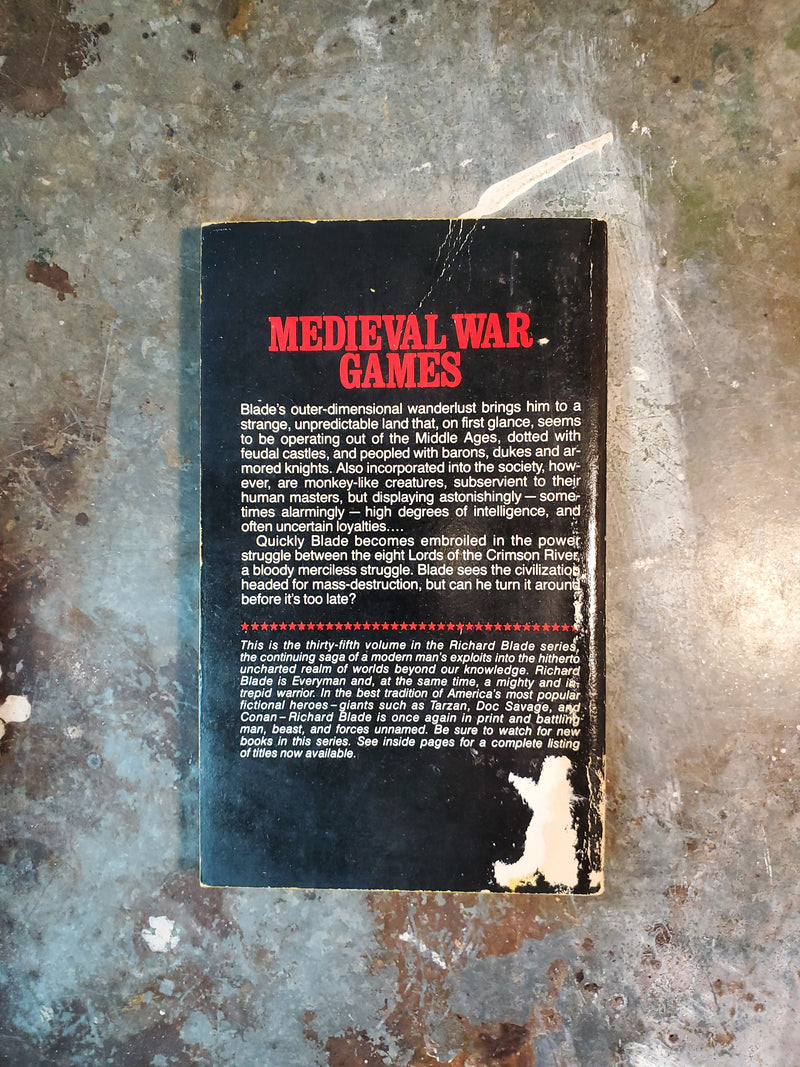 MEDIEVAL WAR
GAMES
Blade's outer-dimensional wanderlust brings him to a
strange, unpredictable land that, on first glance, seems
to be operating out of the Middle Ages, dotted with
feudal castles, and peopled with barons, dukes and ar-
mored knights. Also incorporated into the society, how-
ever, are monkey-like creatures, subservient to their
human masters, but displaying astonishingly — some-
times alarmingly — high degrees of intelligence, and
often uncertain loyalties....
Quickly Blade becomes embroiled in the power
struggle between the eight Lords of the Crimson River,
a bloody merciless struggle. Blade sees the civilization
headed for mass-destruction, but can he turn it around
before it's too late?
This is the thirty-fifth volume in the Richard Blade series,
the continuing saga of a modern man's exploits into the hitherto
uncharted realm of worlds beyond our knowledge. Richard
Blade is Everyman and, at the same time, a mighty and in-
trepid warrior. In the best tradition of America's most popular
fictional heroes – giants such as Tarzan, Doc Savage, and
Conan – Richard Blade is once again in print and battling
man, beast, and forces unnamed. Be sure to watch for new
books in this series. See inside pages for a complete listing
of titles now available.